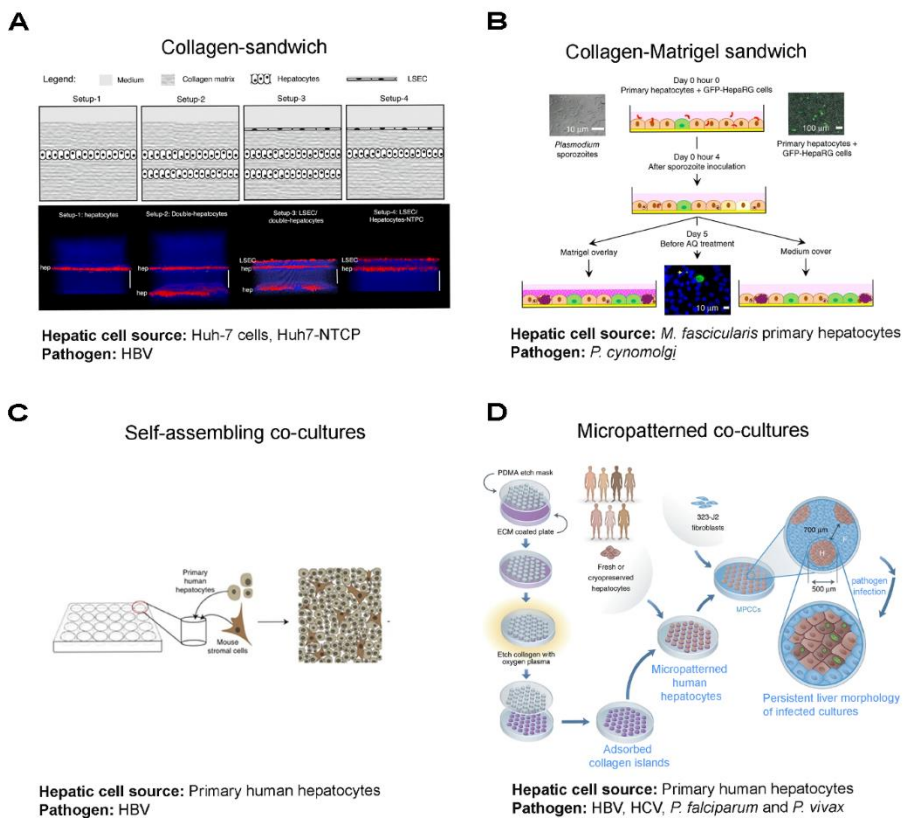 A
Collagen-sandwich
Legend: Medium Collagen matrix Hepatocytes LSEC
Setup-1 Setup-2 Setup-3 Setup-4
Setup-1: hepatocytes Setup-2: Double-hepatocytes Setup-3: LSEC/ double-hepatocytes Setup-4: LSEC/ Hepatocytes-NTPC
LSEC LSEC
hep hep hep hep
hep hep
Hepatic cell source: Huh-7 cells, Huh7-NTCP
Pathogen: HBV
B
Collagen-Matrigel sandwich
Day 0 hour 0
Primary hepatocytes + GFP-HepaRG cells
10 μm
100 μm
Plasmodium
sporozoites
Primary hepatocytes +
GFP-HepaRG cells
Day 0 hour 4
After sporozoite inoculation
Day 5
Before AQ treatment
Matrigel overlay
Medium cover
10 μm
Hepatic cell source: M. fascicularis primary hepatocytes
Pathogen: P. cynomolgi
C
Self-assembling co-cultures
Primary
human
hepatocytes
Mouse
stromal cells
Hepatic cell source: Primary human hepatocytes
Pathogen: HBV
D
Micropatterned co-cultures
PDMA etch mask
ECM coated plate
Etch collagen with
oxygen plasma
Adsorbed
collagen islands
Fresh or
cryopreserved
hepatocytes
Micropatterned
human
hepatocytes
323-J2
fibroblasts
MPCCs
700 μm
F
H
500 μm
pathogen
infection
Persistent liver morphology
of infected cultures
Hepatic cell source: Primary human hepatocytes
Pathogen: HBV, HCV, P. falciparum and P. vivax